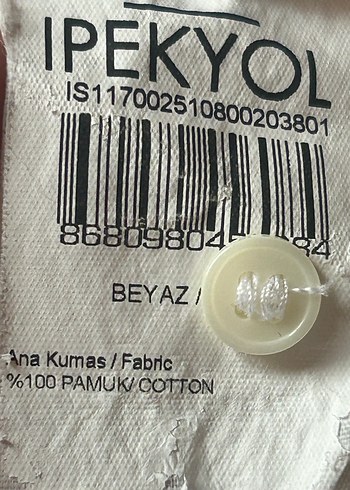 IPEKYOL
IS117002510800203801
BEYAZ /
Ana Kumas / Fabric
%100 PAMUK/ COTTON